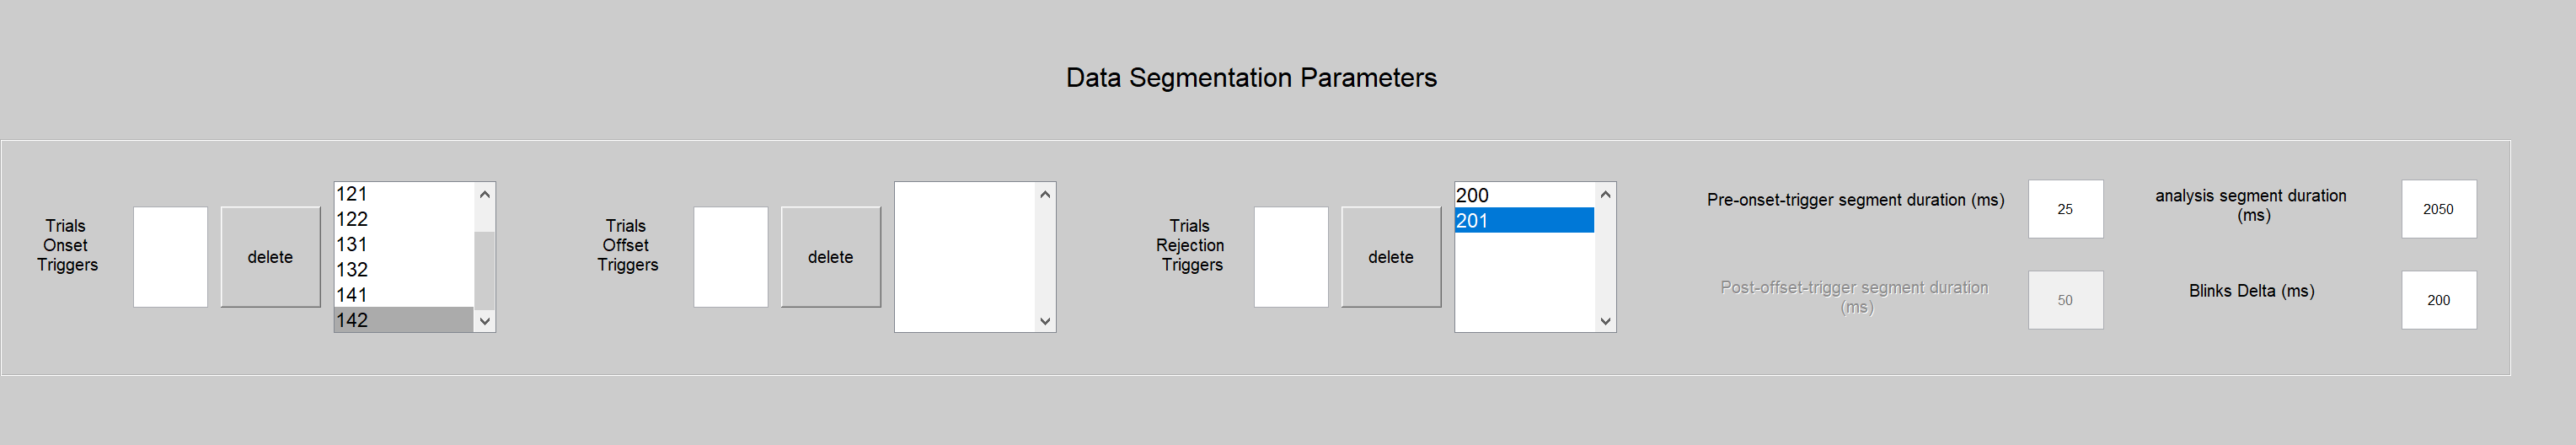 Data Segmentation Parameters
Trials
Onset
Triggers
delete
121
122
131
132
141
142
Trials
Offset
Triggers
delete
Trials
Rejection
Triggers
delete
200
201
Pre-onset-trigger segment duration (ms)
25
analysis segment duration
(ms)
2050
Post-offset-trigger segment duration
(ms)
50
Blinks Delta (ms)
200